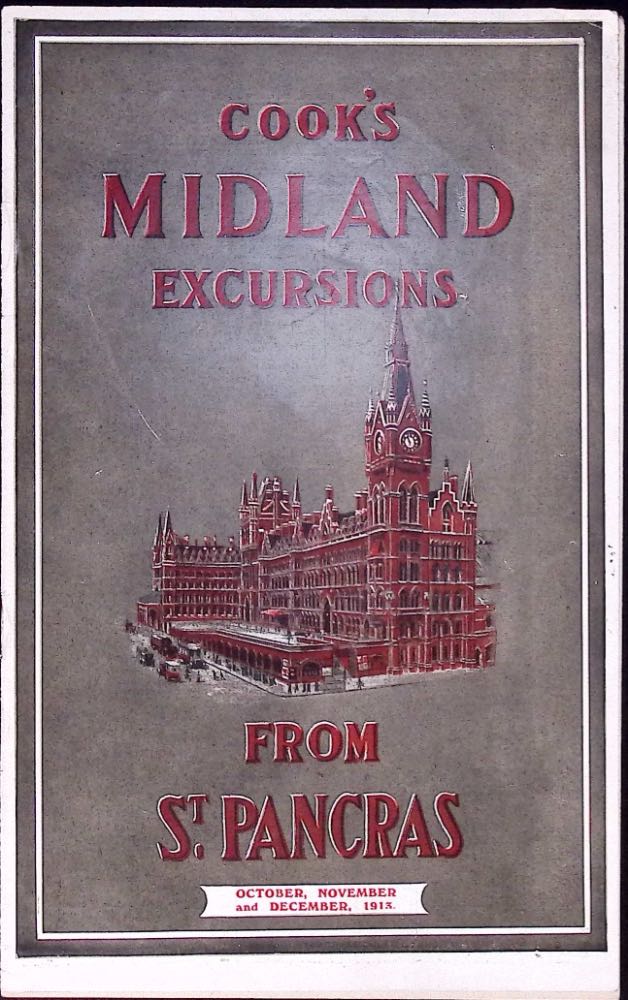 COOK'S
MIDLAND
EXCURSIONS
FROM
ST. PANCRAS
OCTOBER, NOVEMBER
and DECEMBER, 1913.